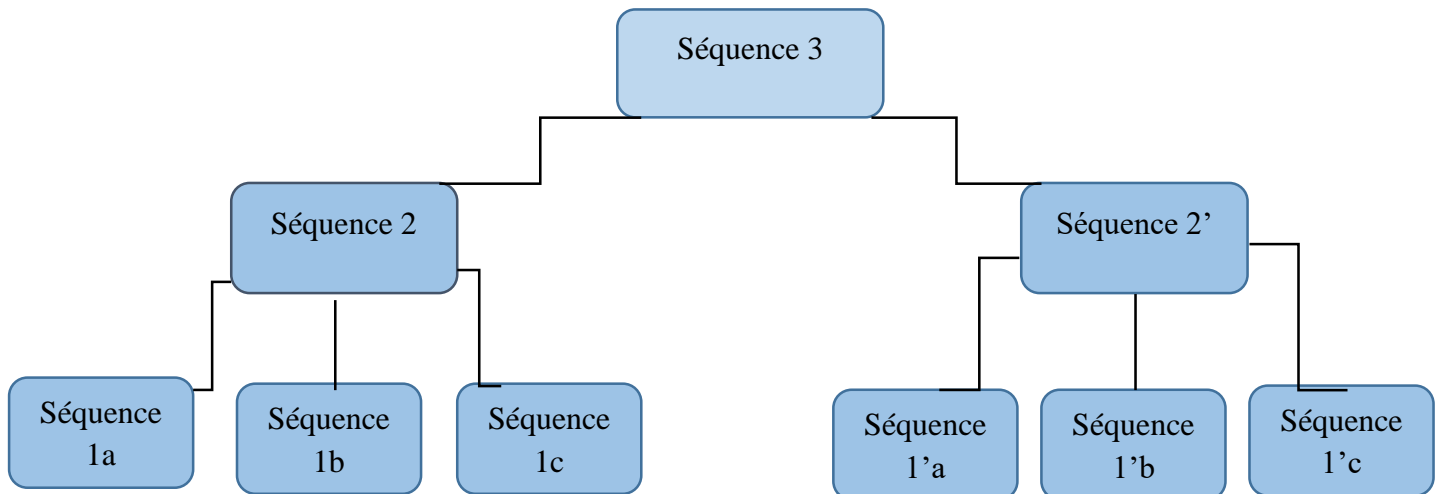 Séquence 3
Séquence 2
Séquence 2’
Séquence
1a
Séquence
1b
Séquence
1c
Séquence
1’a
Séquence
1’b
Séquence
1’c